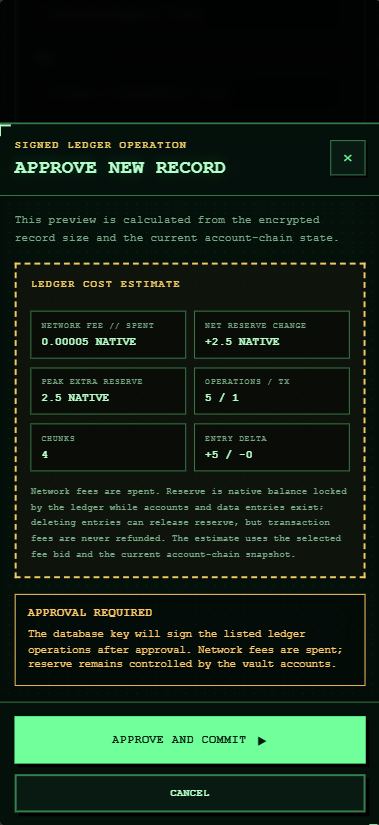 SIGNED LEDGER OPERATION
APPROVE NEW RECORD
×
This preview is calculated from the encrypted
record size and the current account-chain state.
LEDGER COST ESTIMATE
NETWORK FEE // SPENT
0.00005 NATIVE
NET RESERVE CHANGE
+2.5 NATIVE
PEAK EXTRA RESERVE
2.5 NATIVE
OPERATIONS / TX
5 / 1
CHUNKS
4
ENTRY DELTA
+5 / -0
Network fees are spent. Reserve is native balance locked
by the ledger while accounts and data entries exist;
deleting entries can release reserve, but transaction
fees are never refunded. The estimate uses the selected
fee bid and the current account-chain snapshot.
APPROVAL REQUIRED
The database key will sign the listed ledger
operations after approval. Network fees are spent;
reserve remains controlled by the vault accounts.
APPROVE AND COMMIT ▶
CANCEL